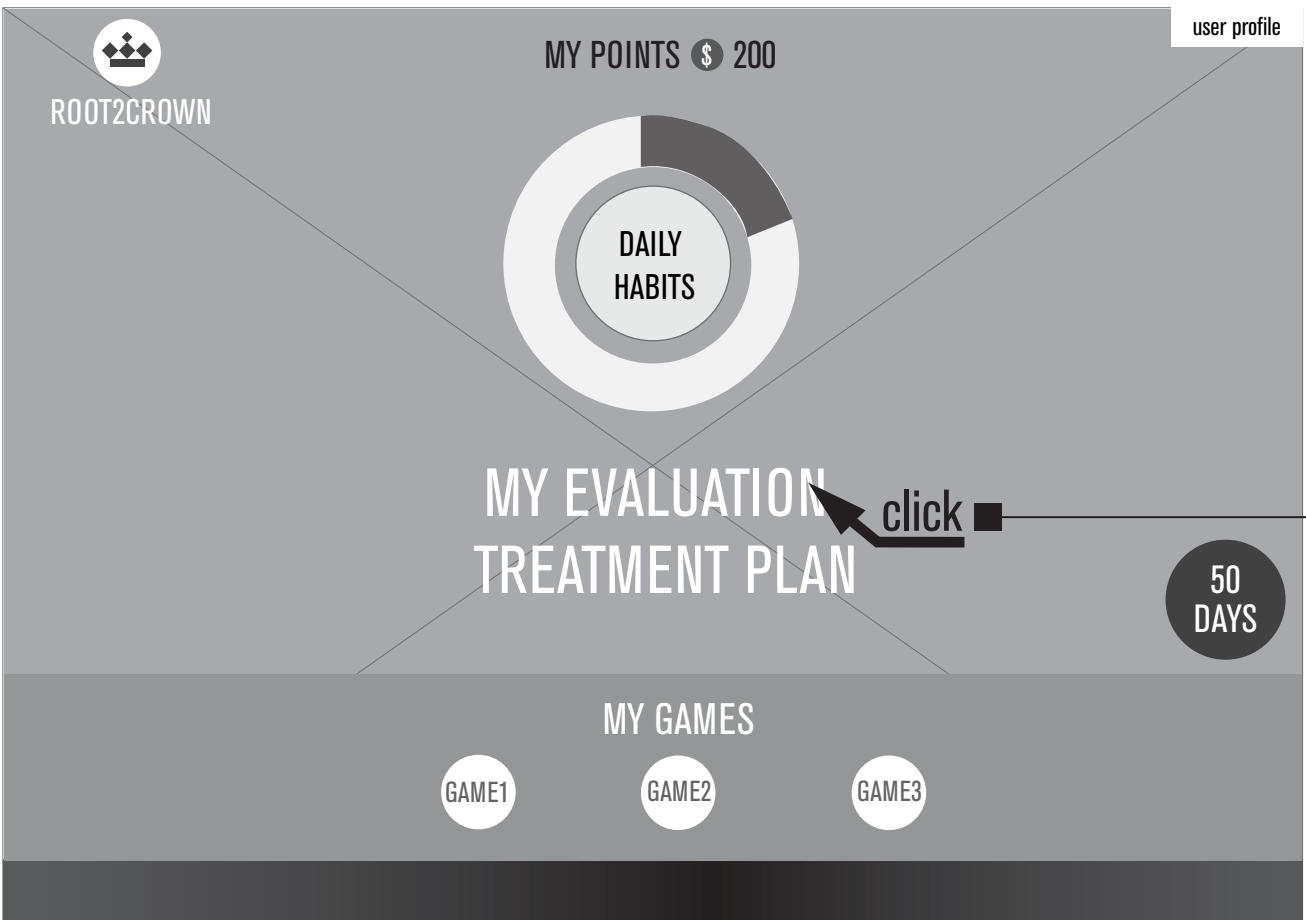 user profile
MY POINTS $ 200
ROOT2CROWN
DAILY
HABITS
MY EVALUATION
click
TREATMENT PLAN
50
DAYS
MY GAMES
GAME1 GAME2 GAME3